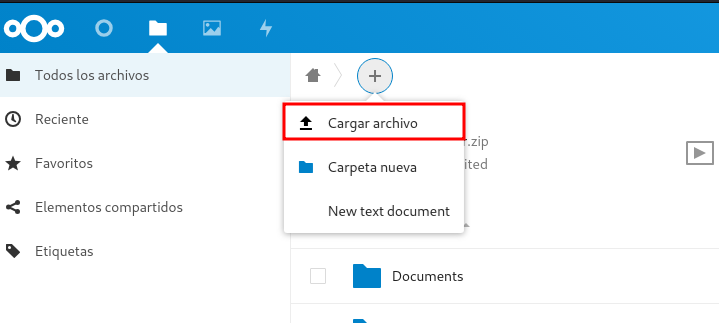 Todos los archivos
Reciente
Favoritos
Elementos compartidos
Etiquetas
Cargar archivo
Carpeta nueva
New text document
r.zip
ited
Documents